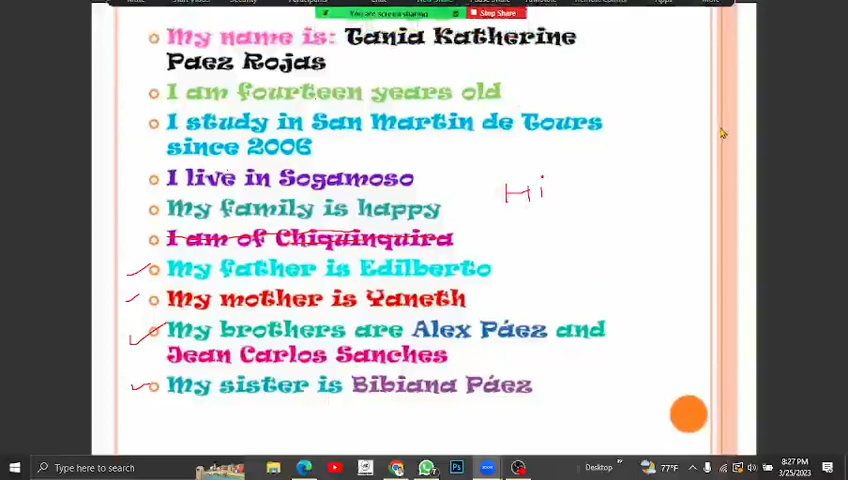 You are screen sharing Stop Share
My name is: Tania Katherine
Paez Rojas
I am fourteen years old
I study in San Martin de Tours
since 2006
I live in Sogamoso
Hi
My family is happy
I am of Chiquinquira
My father is Edilberto
My mother is Yaneth
My brothers are Alex Páez and
Jean Carlos Sanches
My sister is Bibiana Páez
Type here to search
Desktop
77°F
8:27 PM
3/25/2023